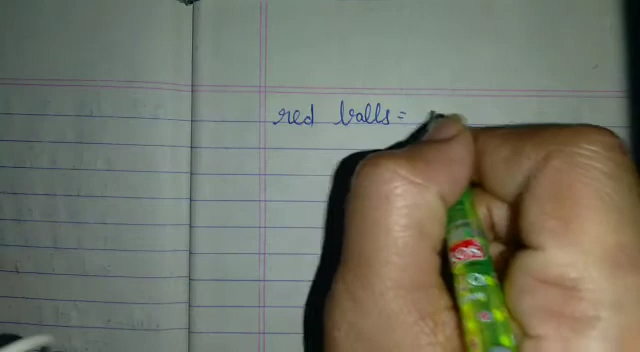 red balls =